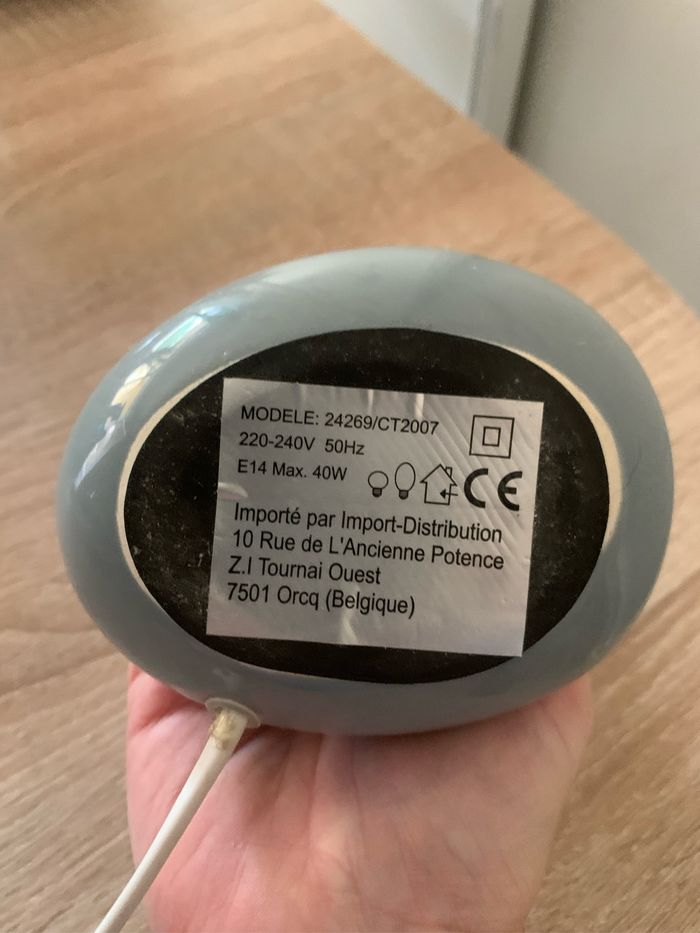 MODELE: 24269/CT2007
220-240V 50Hz
E14 Max. 40W
CE
Importé par Import-Distribution
10 Rue de L'Ancienne Potence
Z.I Tournai Ouest
7501 Orcq (Belgique)